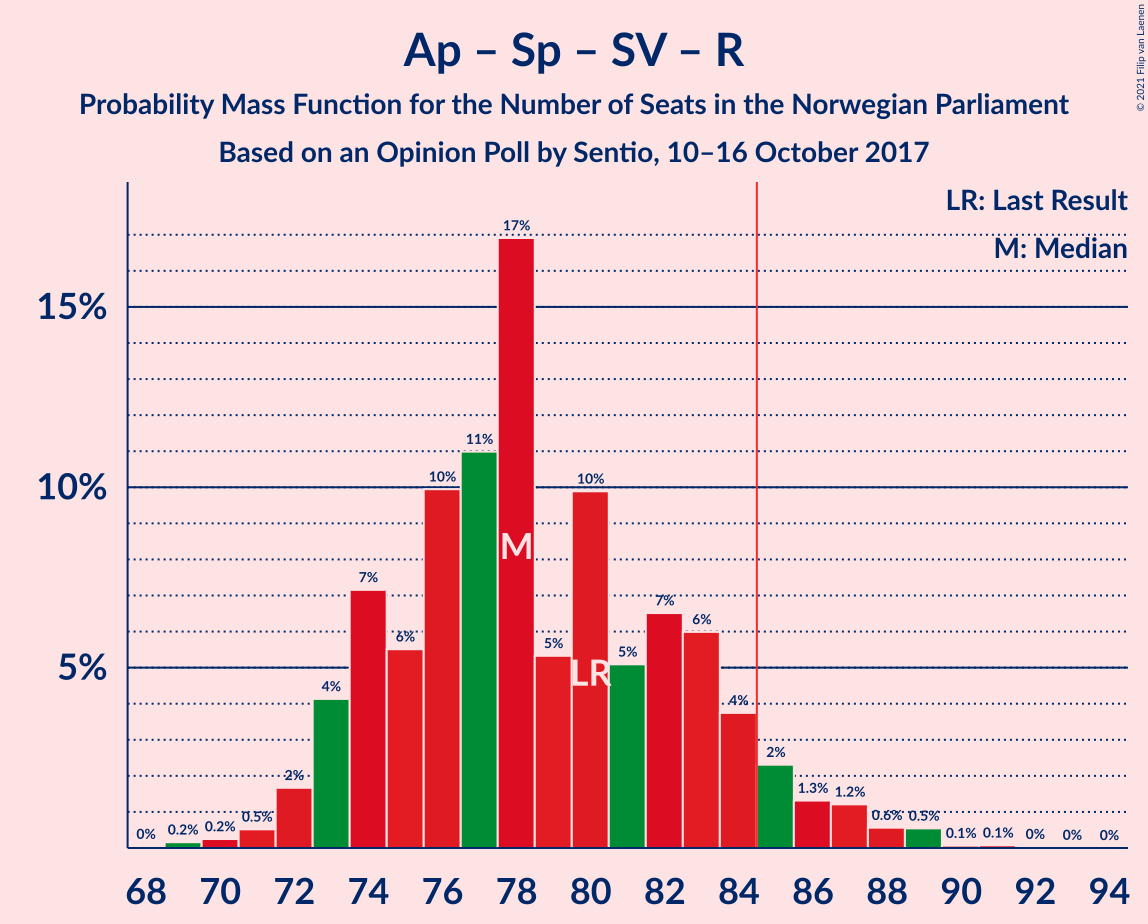 Ap – Sp – SV – R
Probability Mass Function for the Number of Seats in the Norwegian Parliament
Based on an Opinion Poll by Sentio, 10–16 October 2017
© 2021 Filip van Laenen
LR: Last Result
M: Median
15%
10%
5%
0% 0.2% 0.2% 0.5% 2% 4% 7% 6% 10% 11% 17% 5% 10% 5% 7% 6% 4% 2% 1.3% 1.2% 0.6% 0.5% 0.1% 0.1% 0% 0% 0%
M
LR
68 70 72 74 76 78 80 82 84 86 88 90 92 94